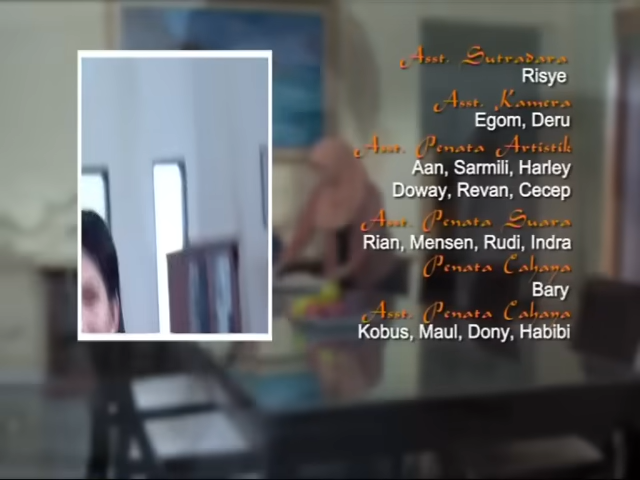 Asst. Sutradara
Risye
Asst. Kamera
Egom, Deru
Asst. Penata Artistik
Aan, Sarmili, Harley
Doway, Revan, Cecep
Asst. Penata Suara
Rian, Mensen, Rudi, Indra
Penata Cahaya
Bary
Asst. Penata Cahaya
Kobus, Maul, Dony, Habibi